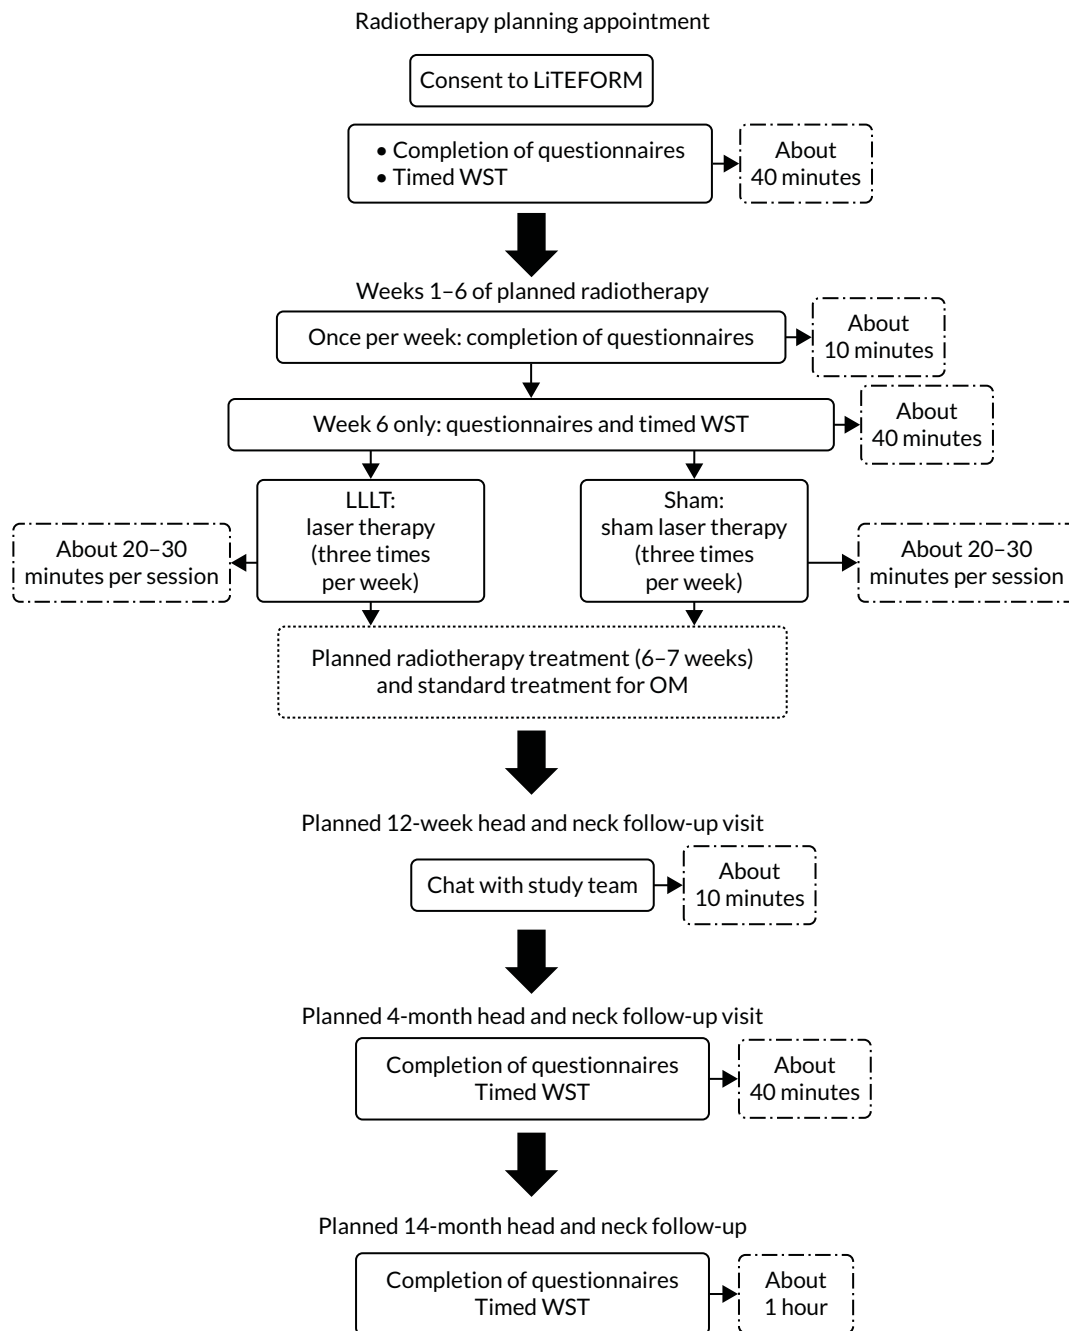 Radiotherapy planning appointment
Consent to LiTEFORM
• Completion of questionnaires
• Timed WST
About
40 minutes
Weeks 1–6 of planned radiotherapy
Once per week: completion of questionnaires
About
10 minutes
Week 6 only: questionnaires and timed WST
About
40 minutes
LLLT:
laser therapy
(three times
per week)
About 20–30
minutes per session
Sham:
sham laser therapy
(three times
per week)
About 20–30
minutes per session
Planned radiotherapy treatment (6–7 weeks)
and standard treatment for OM
Planned 12-week head and neck follow-up visit
Chat with study team
About
10 minutes
Planned 4-month head and neck follow-up visit
Completion of questionnaires
Timed WST
About
40 minutes
Planned 14-month head and neck follow-up
Completion of questionnaires
Timed WST
About
1 hour